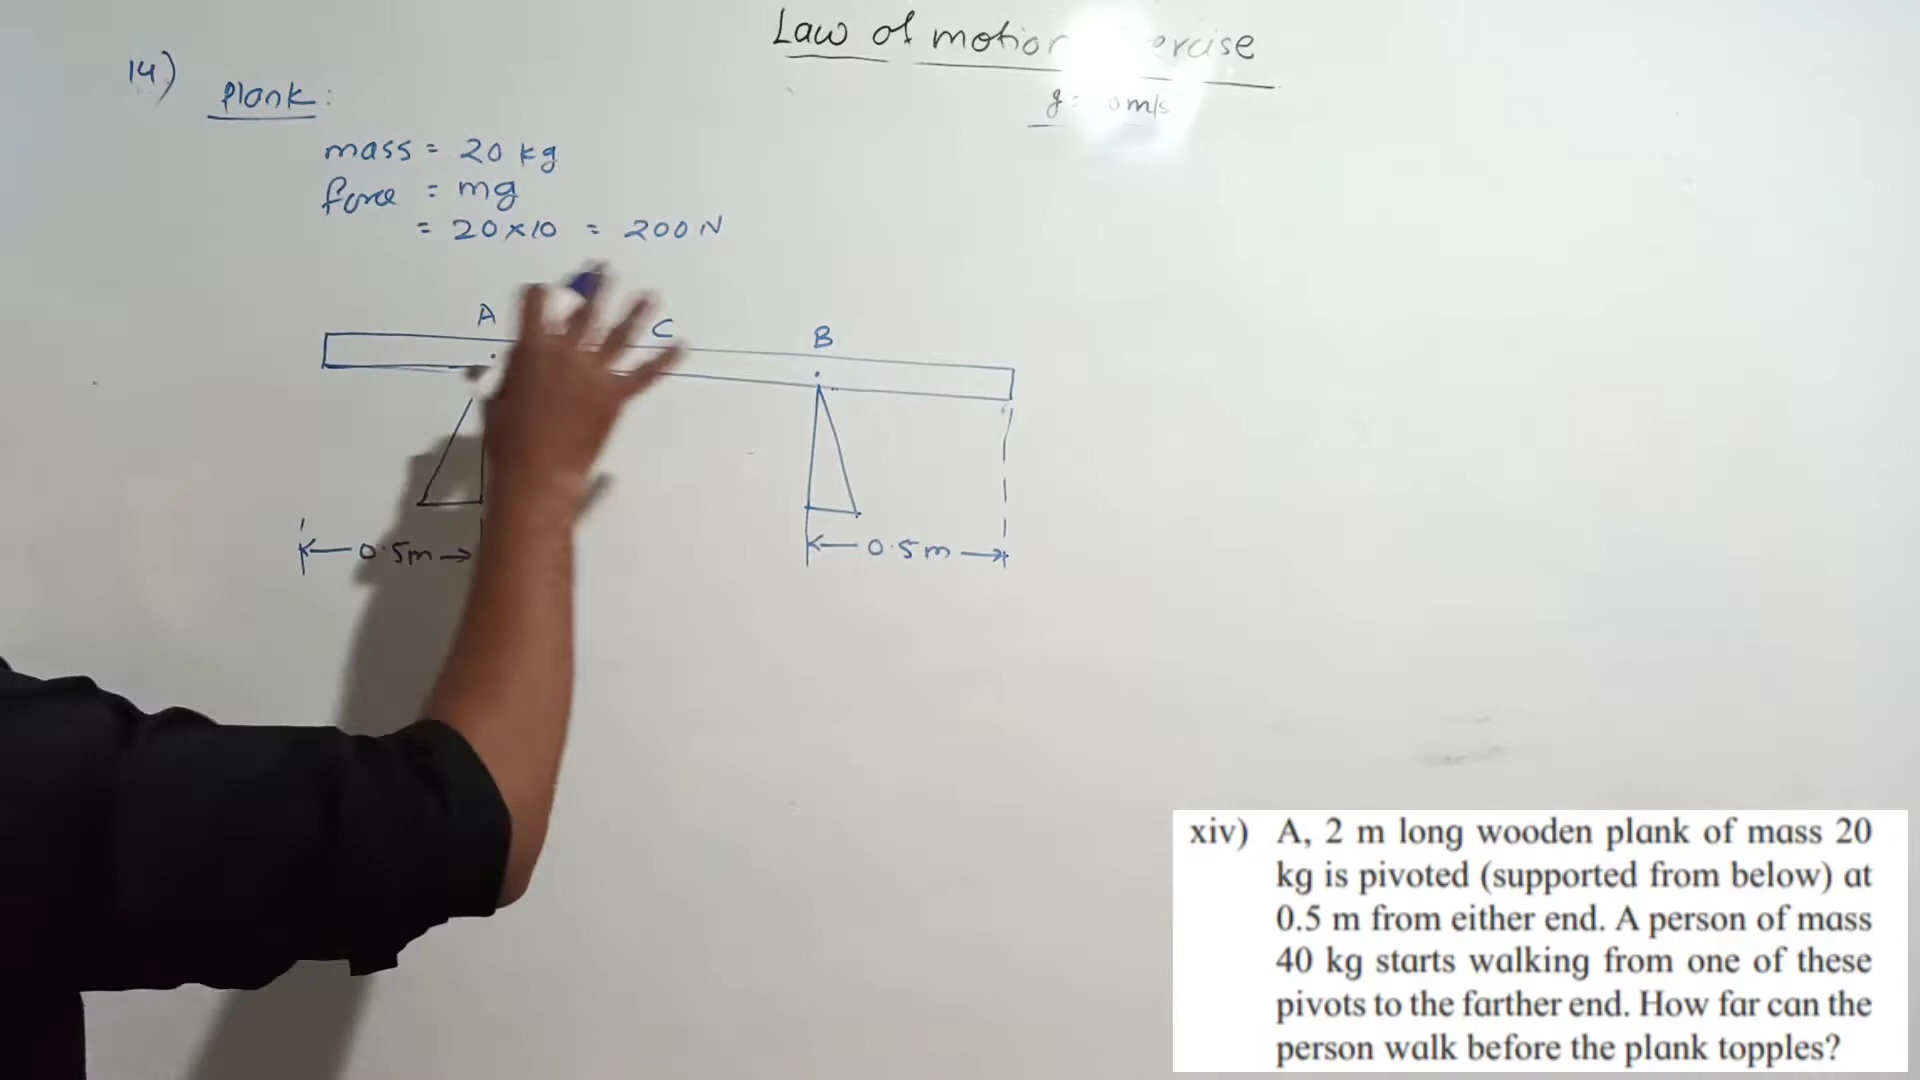 Law of motion ercise
g = 0 m/s
14)
Plank:
mass = 20 kg
force = mg
= 20×10 = 200 N
A C B
0.5m 0.5m
xiv) A, 2 m long wooden plank of mass 20
kg is pivoted (supported from below) at
0.5 m from either end. A person of mass
40 kg starts walking from one of these
pivots to the farther end. How far can the
person walk before the plank topples?